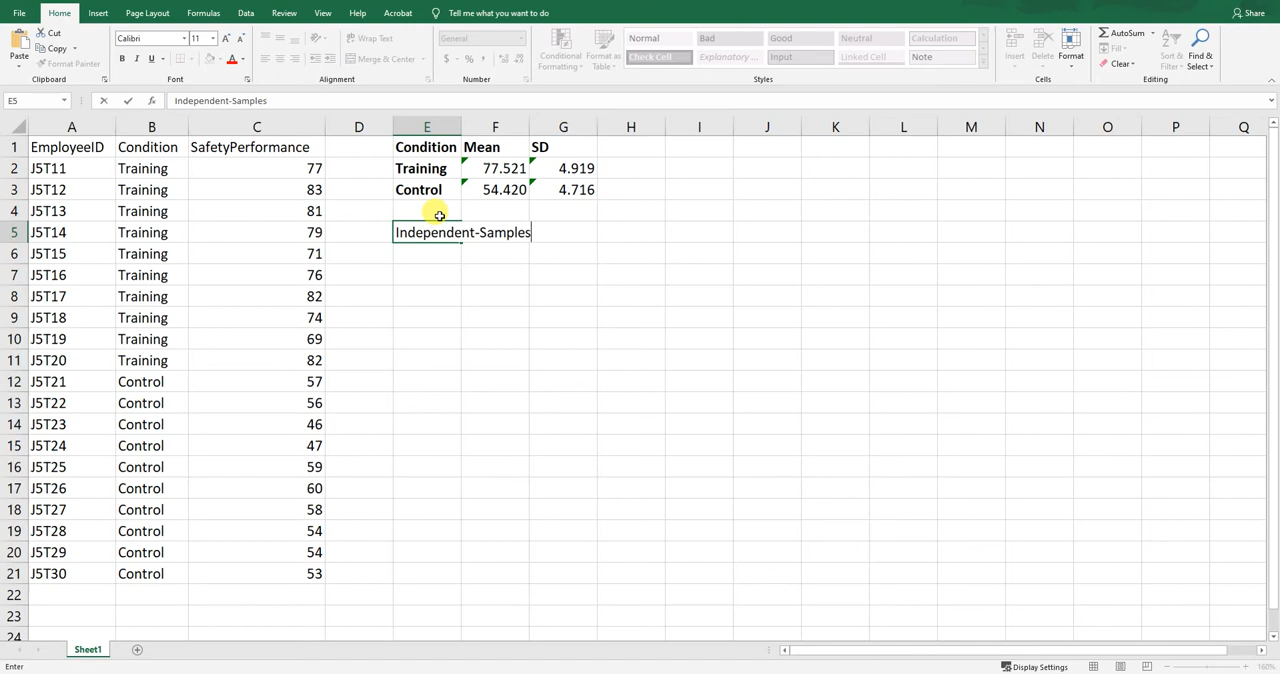 File Home Insert Page Layout Formulas Data Review View Help Acrobat Tell me what you want to do Share
Paste Cut Copy Format Painter Clipboard
Calibri 11 A A B I U A Font
Wrap Text Merge & Center Alignment
General $ % , Number
Conditional Formatting Format as Table
Normal Bad Good Neutral Calculation
Check Cell Explanatory ... Input Linked Cell Note
Styles
Insert Delete Format Cells
AutoSum Fill Clear Sort & Filter Find & Select Editing
E5 fx Independent-Samples
A B C D E F G H I J K L M N O P Q
1 EmployeeID Condition SafetyPerformance Condition Mean SD
2 J5T11 Training 77 Training 77.521 4.919
3 J5T12 Training 83 Control 54.420 4.716
4 J5T13 Training 81
5 J5T14 Training 79 Independent-Samples
6 J5T15 Training 71
7 J5T16 Training 76
8 J5T17 Training 82
9 J5T18 Training 74
10 J5T19 Training 69
11 J5T20 Training 82
12 J5T21 Control 57
13 J5T22 Control 56
14 J5T23 Control 46
15 J5T24 Control 47
16 J5T25 Control 59
17 J5T26 Control 60
18 J5T27 Control 58
19 J5T28 Control 54
20 J5T29 Control 54
21 J5T30 Control 53
22
23
24
Sheet1
Enter Display Settings 160%